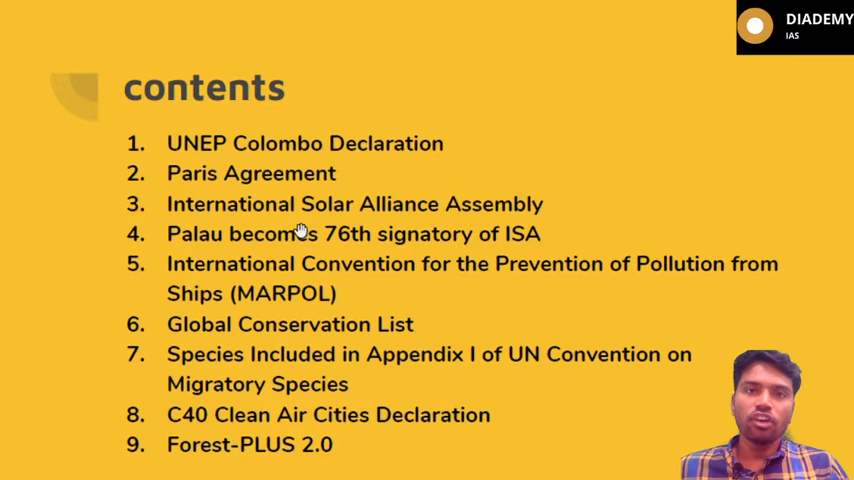 DIADEMY
IAS
contents
1. UNEP Colombo Declaration
2. Paris Agreement
3. International Solar Alliance Assembly
4. Palau becomes 76th signatory of ISA
5. International Convention for the Prevention of Pollution from
Ships (MARPOL)
6. Global Conservation List
7. Species Included in Appendix I of UN Convention on
Migratory Species
8. C40 Clean Air Cities Declaration
9. Forest-PLUS 2.0